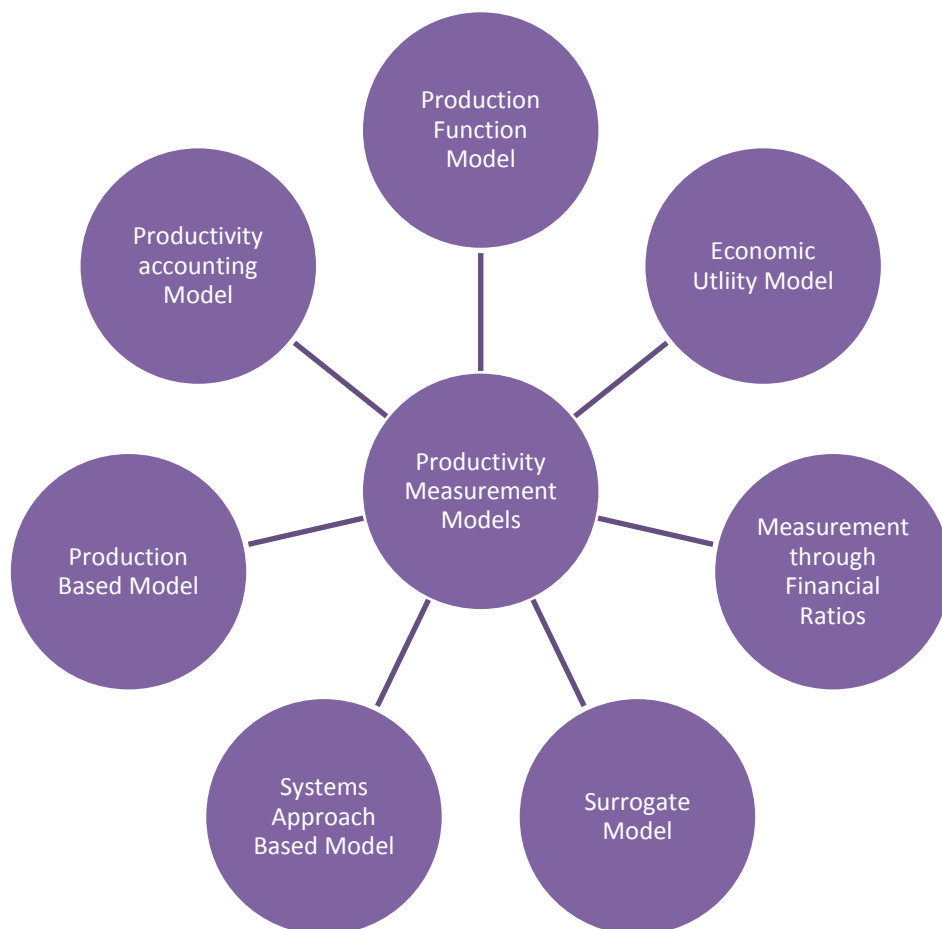 Production
Function
Model
Economic
Utliity Model
Measurement
through
Financial
Ratios
Surrogate
Model
Systems
Approach
Based Model
Production
Based Model
Productivity
accounting
Model
Productivity
Measurement
Models